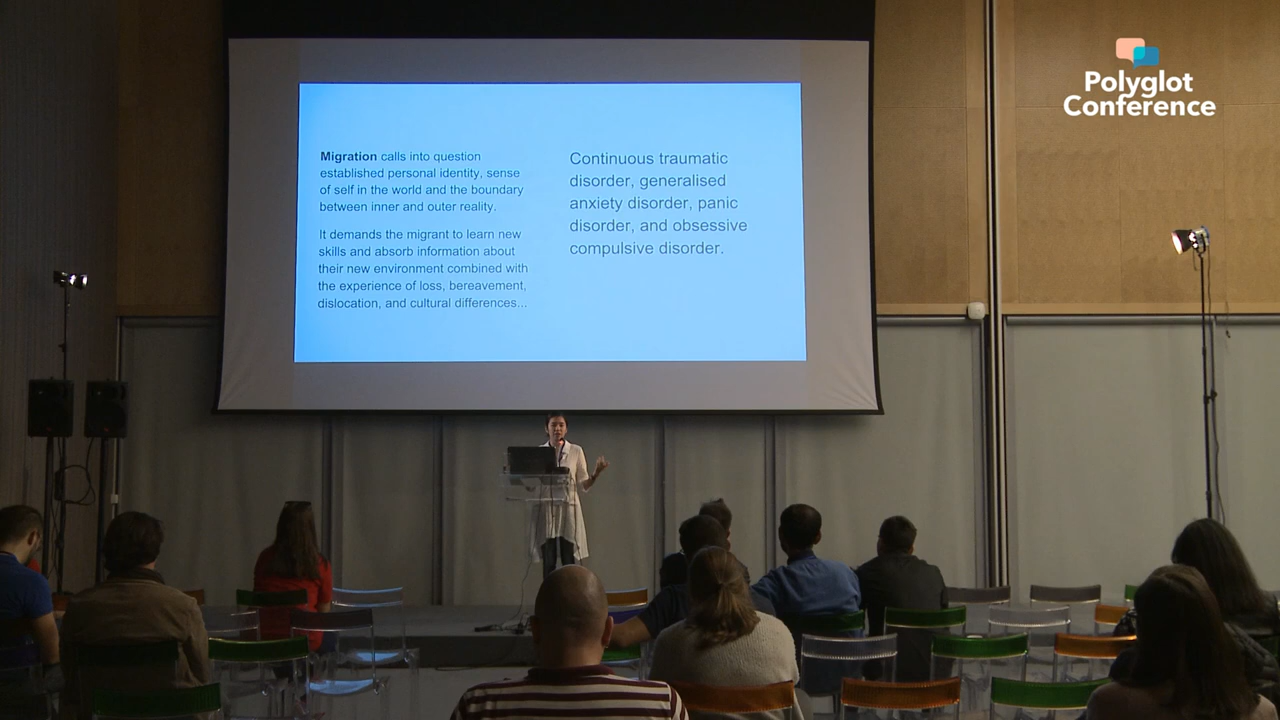 Polyglot
Conference
Migration calls into question
established personal identity, sense
of self in the world and the boundary
between inner and outer reality.
It demands the migrant to learn new
skills and absorb information about
their new environment combined with
the experience of loss, bereavement,
dislocation, and cultural differences...
Continuous traumatic
disorder, generalised
anxiety disorder, panic
disorder, and obsessive
compulsive disorder.